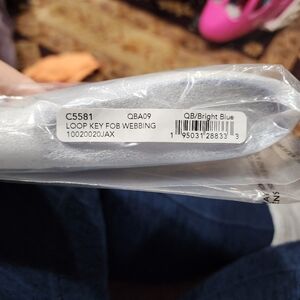 C5581 QBA09 QB/Bright Blue
LOOP KEY FOB WEBBING
10020020JAX
1 95031 28833 3